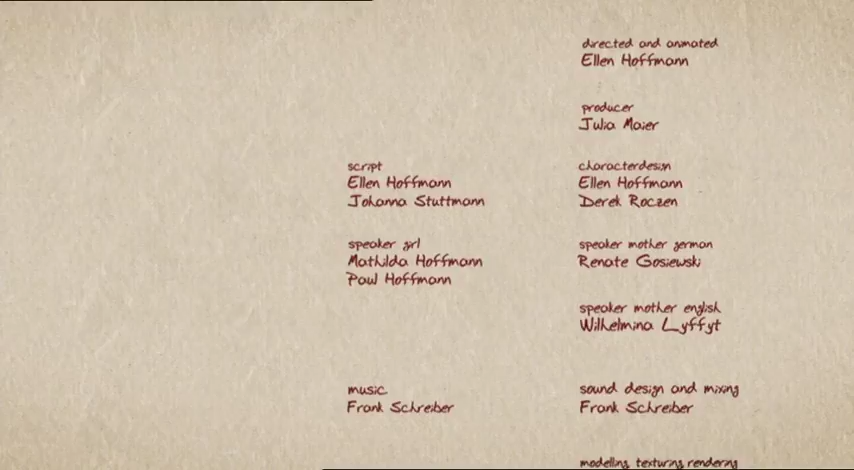 directed and animated
Ellen Hoffmann
producer
Julia Maier
script
Ellen Hoffmann
Johanna Stuttmann
characterdesign
Ellen Hoffmann
Derek Roczen
speaker girl
Mathilda Hoffmann
Paul Hoffmann
speaker mother german
Renate Gosiewski
speaker mother english
Wilhelmina Lyffyt
music
Frank Schreiber
sound design and mixing
Frank Schreiber
modelling, texturing, rendering